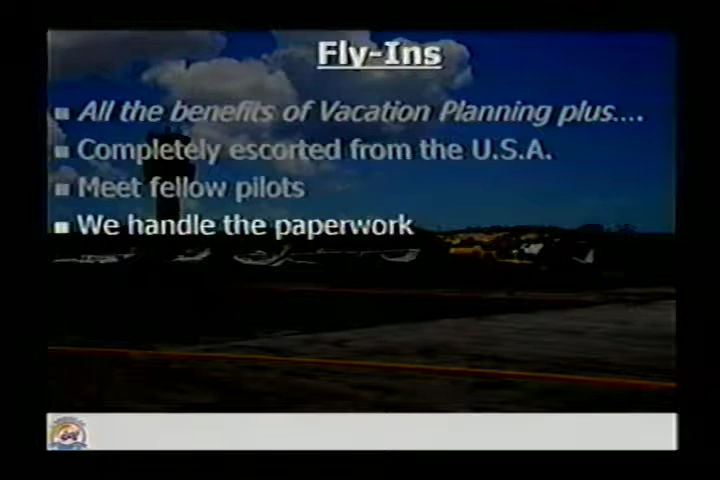 Fly-Ins
All the benefits of Vacation Planning plus....
Completely escorted from the U.S.A.
Meet fellow pilots
We handle the paperwork